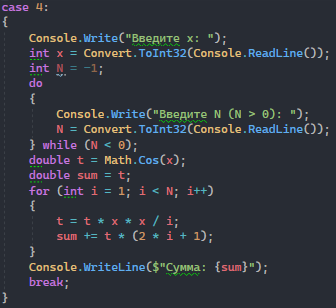 case 4:
{
Console.Write("Введите x: ");
int x = Convert.ToInt32(Console.ReadLine());
int N = -1;
do
{
Console.Write("Введите N (N > 0): ");
N = Convert.ToInt32(Console.ReadLine());
} while (N < 0);
double t = Math.Cos(x);
double sum = t;
for (int i = 1; i < N; i++)
{
t = t * x * x / i;
sum += t * (2 * i + 1);
}
Console.WriteLine($"Сумма: {sum}");
break;
}